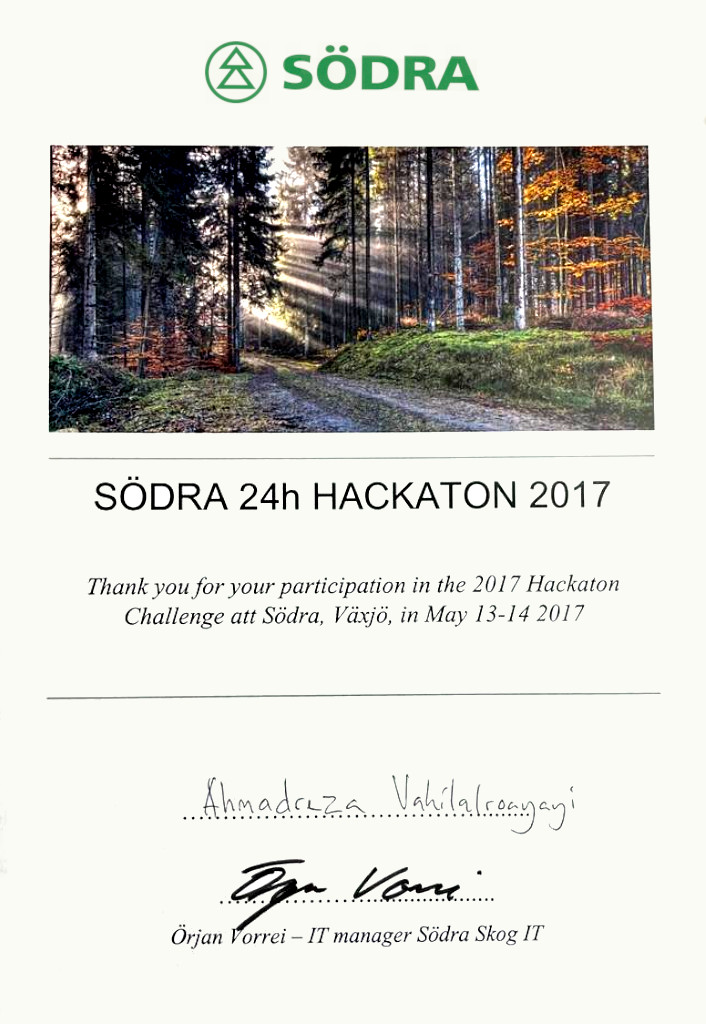 SÖDRA
SÖDRA 24h HACKATON 2017
Thank you for your participation in the 2017 Hackaton
Challenge att Södra, Växjö, in May 13-14 2017
Ahmadreza Vakilalroayayi
Örjan Vorrei
Örjan Vorrei – IT manager Södra Skog IT